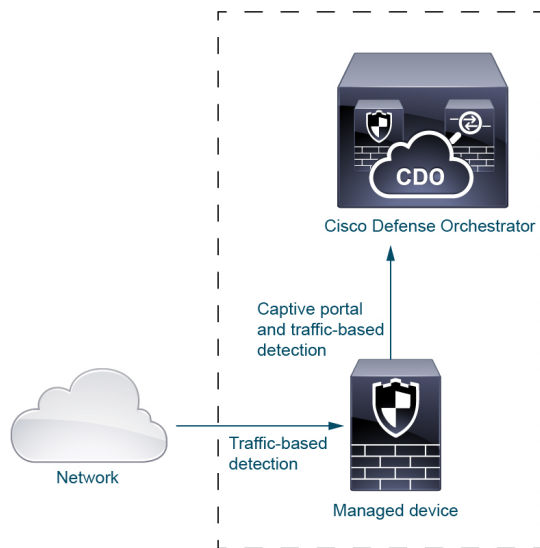 CDO
Cisco Defense Orchestrator
Captive portal
and traffic-based
detection
Traffic-based
detection
Network
Managed device